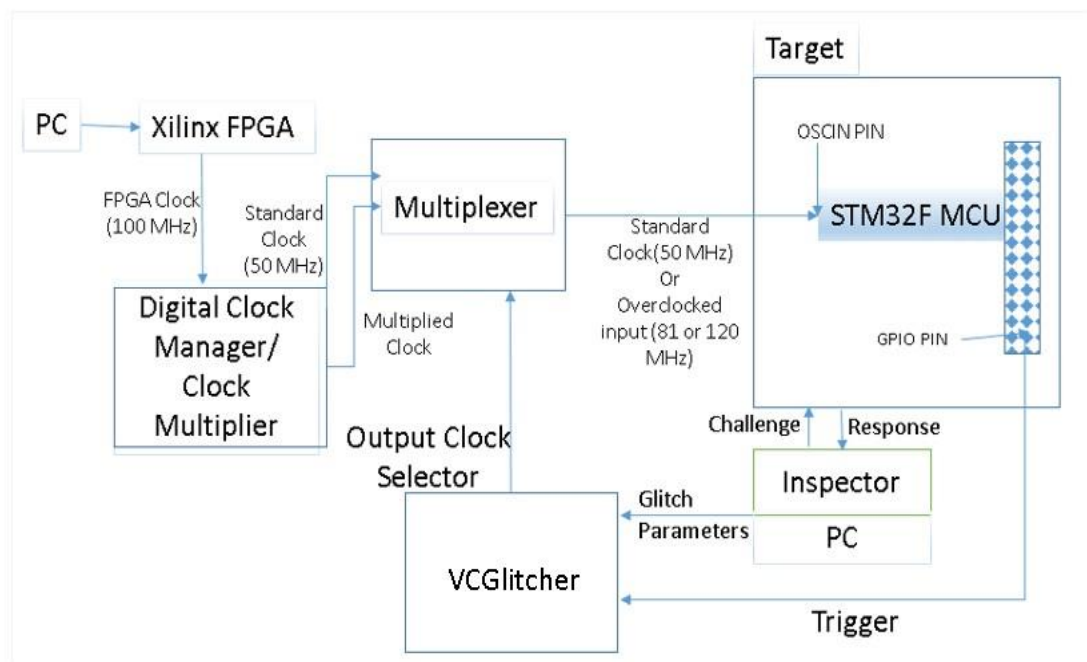 Target
PC
Xilinx FPGA
OSCIN PIN
FPGA Clock
(100 MHz)
Standard
Clock
(50 MHz)
Multiplexer
STM32F MCU
Standard
Clock(50 MHz)
Or
Overclocked
input (81 or 120
MHz)
Digital Clock
Manager/
Clock
Multiplier
Multiplied
Clock
GPIO PIN
Challenge
Response
Output Clock
Selector
Inspector
PC
Glitch
Parameters
VCGlitcher
Trigger